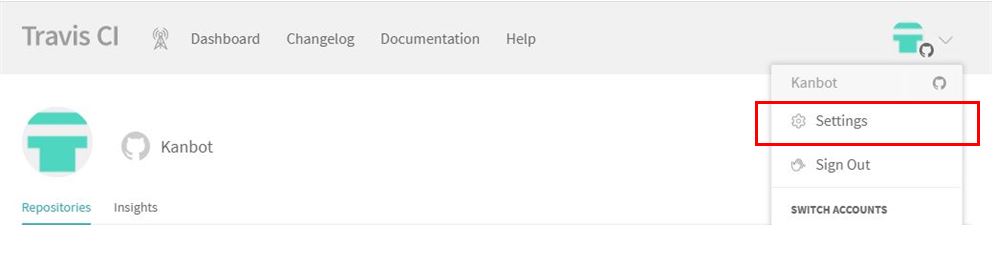 Travis CI Dashboard Changelog Documentation Help
Kanbot
Settings
Sign Out
SWITCH ACCOUNTS
Kanbot
Repositories Insights